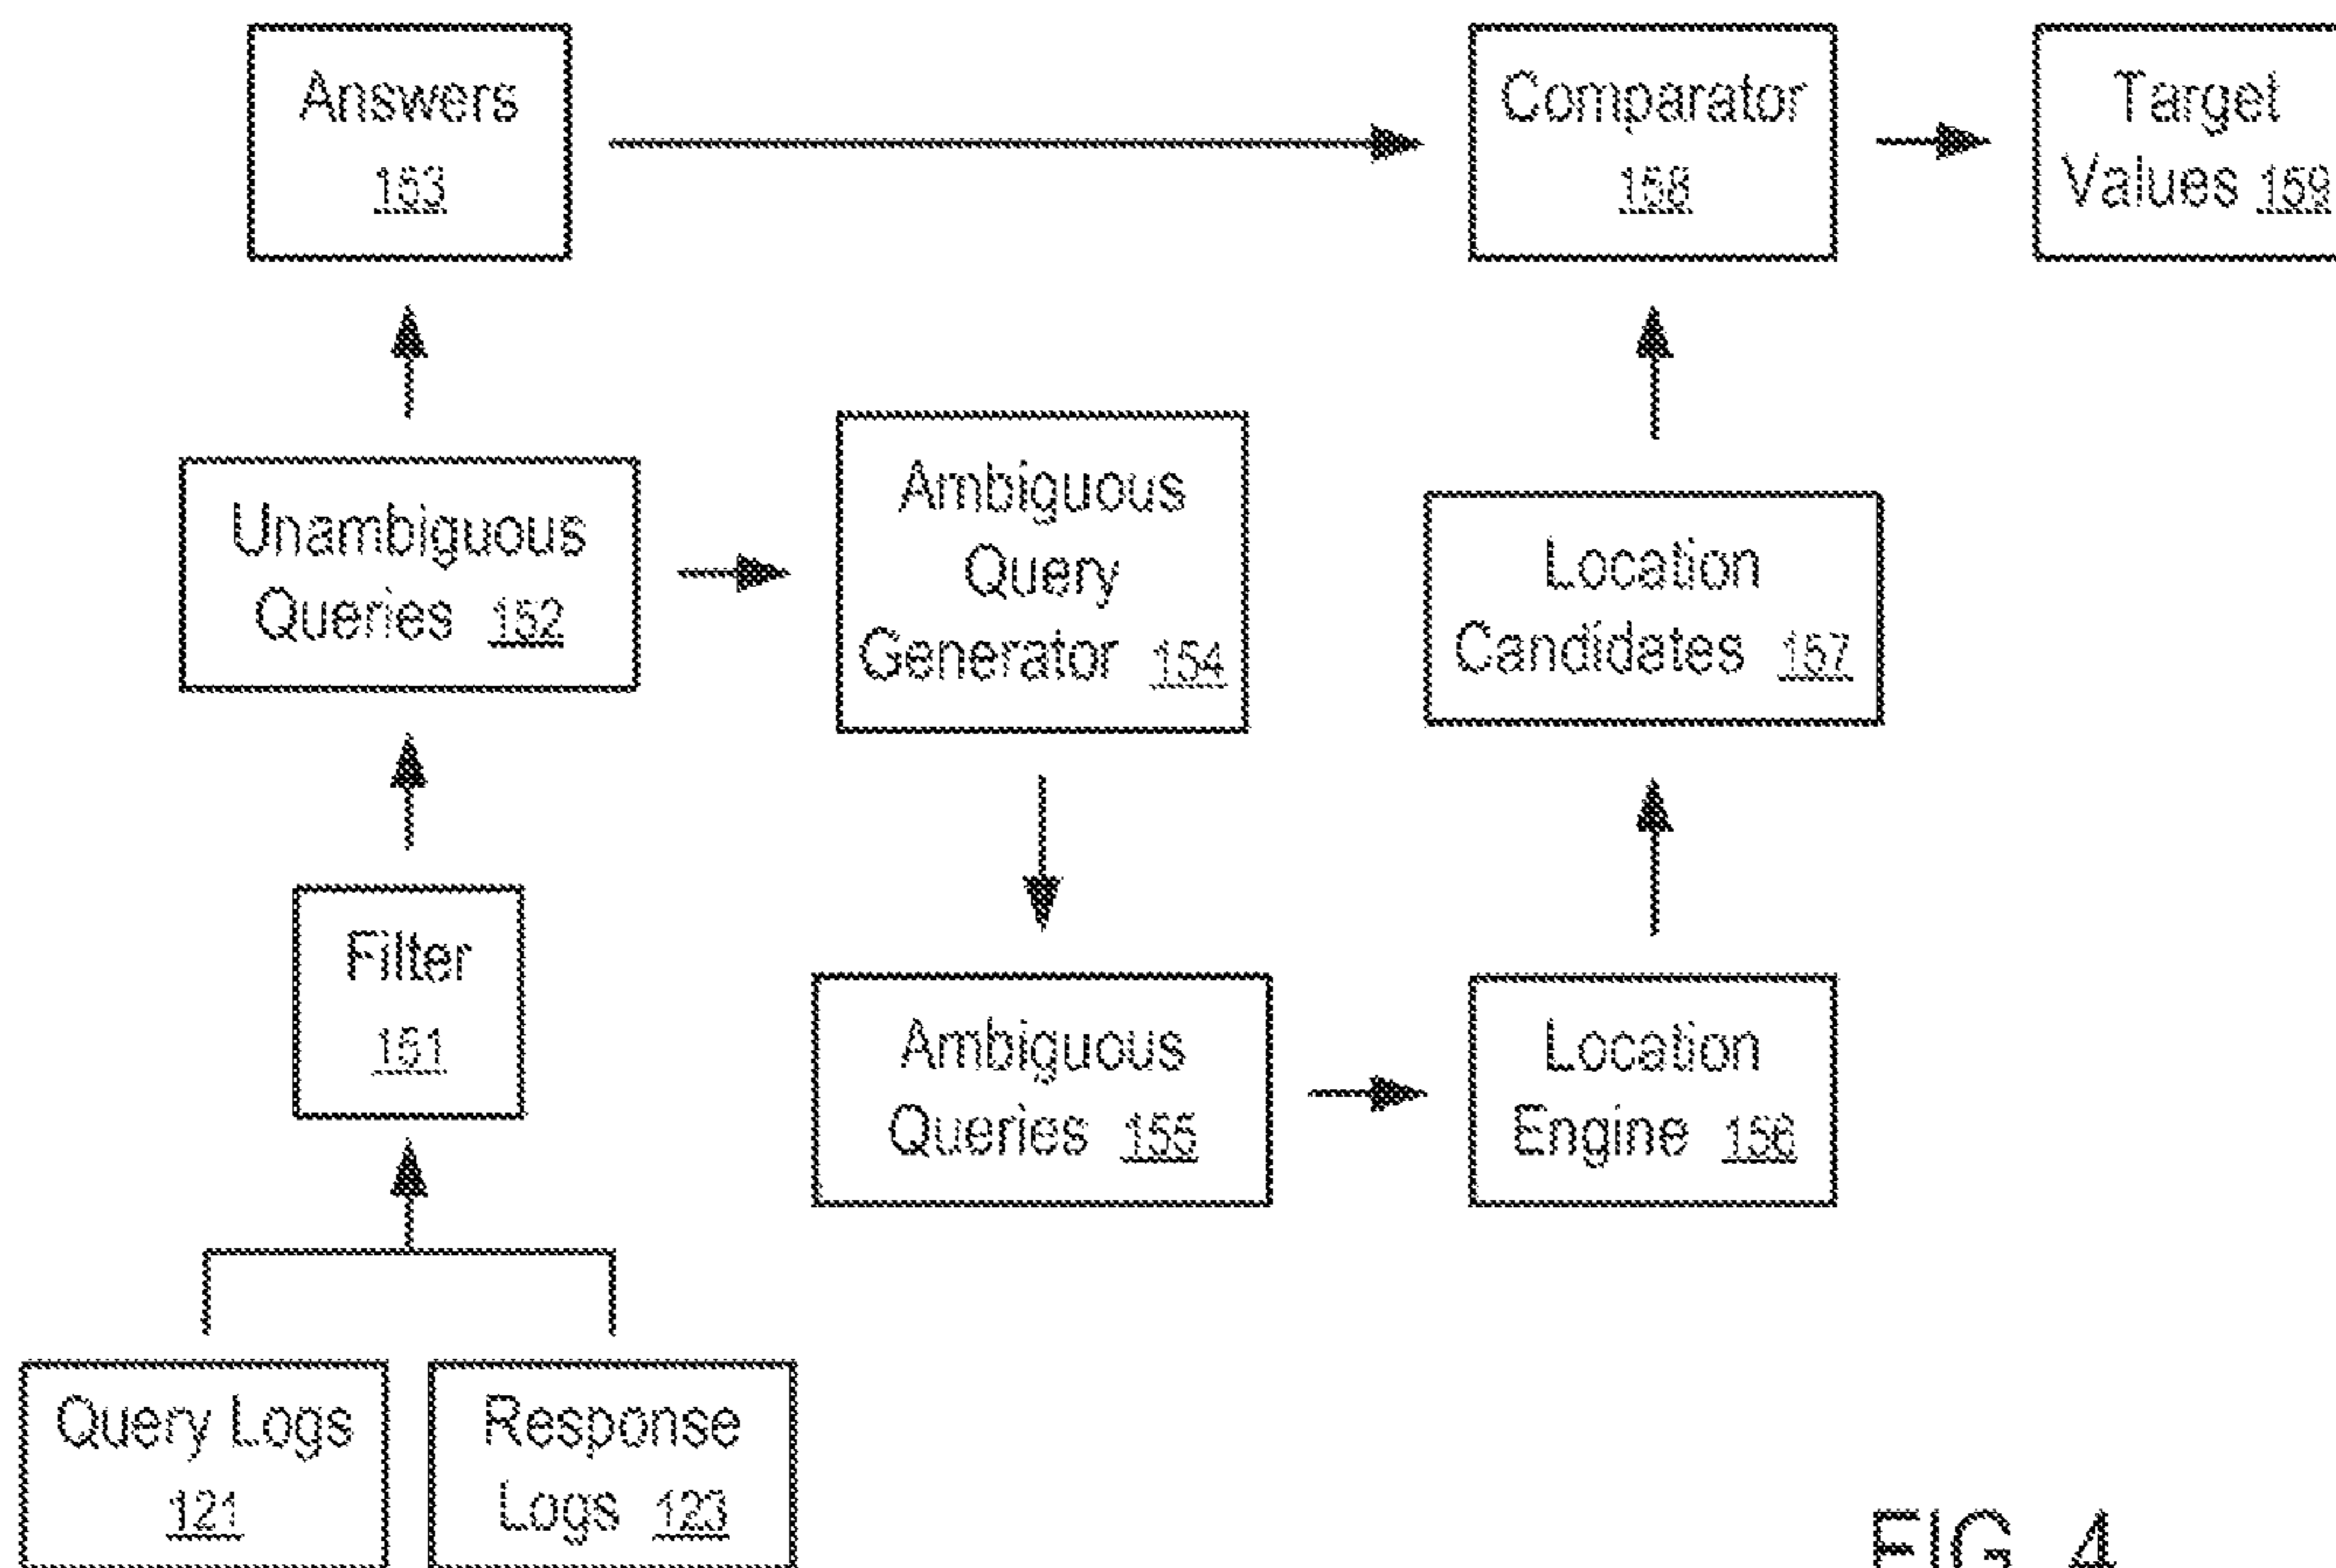 Answers
153
Comparator
158
Target
Values 159
Unambiguous
Queries 152
Ambiguous
Query
Generator 154
Location
Candidates 157
Filter
151
Ambiguous
Queries 155
Location
Engine 156
Query Logs
121
Response
Logs 123
FIG. 4